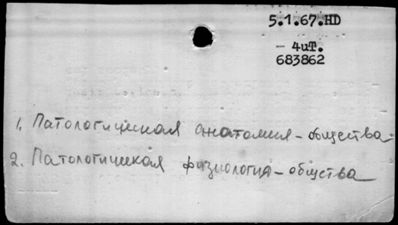 5.1.67.HD
- 4иТ.
683862
1. Патологическая анатомия – общества
2. Патологическая физиология – общества